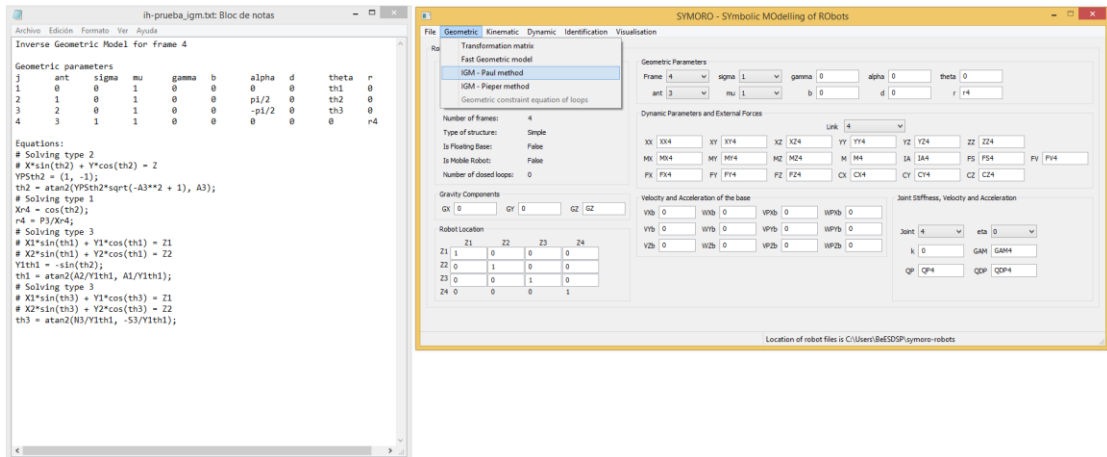 ih-prueba_igm.txt: Bloc de notas
Archivo Edición Formato Ver Ayuda
Inverse Geometric Model for frame 4
Geometric parameters
j ant sigma mu gamma b alpha d theta r
1 0 0 1 0 0 0 0 th1 0
2 1 0 1 0 0 pi/2 0 th2 0
3 2 0 1 0 0 -pi/2 0 th3 0
4 3 1 1 0 0 0 0 0 r4
Equations:
# Solving type 2
# X*sin(th2) + Y*cos(th2) = Z
YPSth2 = (1, -1);
th2 = atan2(YPSth2*sqrt(-A3**2 + 1), A3);
# Solving type 1
Xr4 = cos(th2);
r4 = P3/Xr4;
# Solving type 3
# X1*sin(th1) + Y1*cos(th1) = Z1
# X2*sin(th1) + Y2*cos(th1) = Z2
Y1th1 = -sin(th2);
th1 = atan2(A2/Y1th1, A1/Y1th1);
# Solving type 3
# X1*sin(th3) + Y1*cos(th3) = Z1
# X2*sin(th3) + Y2*cos(th3) = Z2
th3 = atan2(N3/Y1th1, -S3/Y1th1);
SYMORO - SYmbolic MOdelling of RObots
File Geometric Kinematic Dynamic Identification Visualisation
Ro
Transformation matrix
Fast Geometric model
IGM - Paul method
IGM - Pieper method
Geometric constraint equation of loops
Number of frames: 4
Type of structure: Simple
Is Floating Base: False
Is Mobile Robot: False
Number of closed loops: 0
Gravity Components
GX 0 GY 0 GZ GZ
Robot Location
Z1 Z2 Z3 Z4
Z1 1 0 0 0
Z2 0 1 0 0
Z3 0 0 1 0
Z4 0 0 0 1
Geometric Parameters
Frame 4 sigma 1 gamma 0 alpha 0 theta 0
ant 3 mu 1 b 0 d 0 r r4
Dynamic Parameters and External Forces
Link 4
XX XX4 XY XY4 XZ XZ4 YY YY4 YZ YZ4 ZZ ZZ4
MX MX4 MY MY4 MZ MZ4 M M4 IA IA4 FS FS4 FV FV4
FX FX4 FY FY4 FZ FZ4 CX CX4 CY CY4 CZ CZ4
Velocity and Acceleration of the base
VXb 0 WXb 0 VPXb 0 WPXb 0
VYb 0 WYb 0 VPYb 0 WPYb 0
VZb 0 WZb 0 VPZb 0 WPZb 0
Joint Stiffness, Velocity and Acceleration
Joint 4 eta 0
k 0 GAM GAM4
QP QP4 QDP QDP4
Location of robot files is C:\Users\BeESDSP\symoro-robots